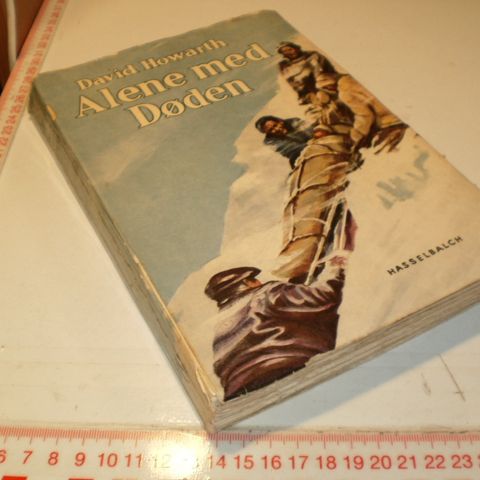 David Howarth
Alene med
Døden
HASSELBALCH
6 7 8 9 10 11 12 13 14 15 16 17 18 19 20 21 22 23